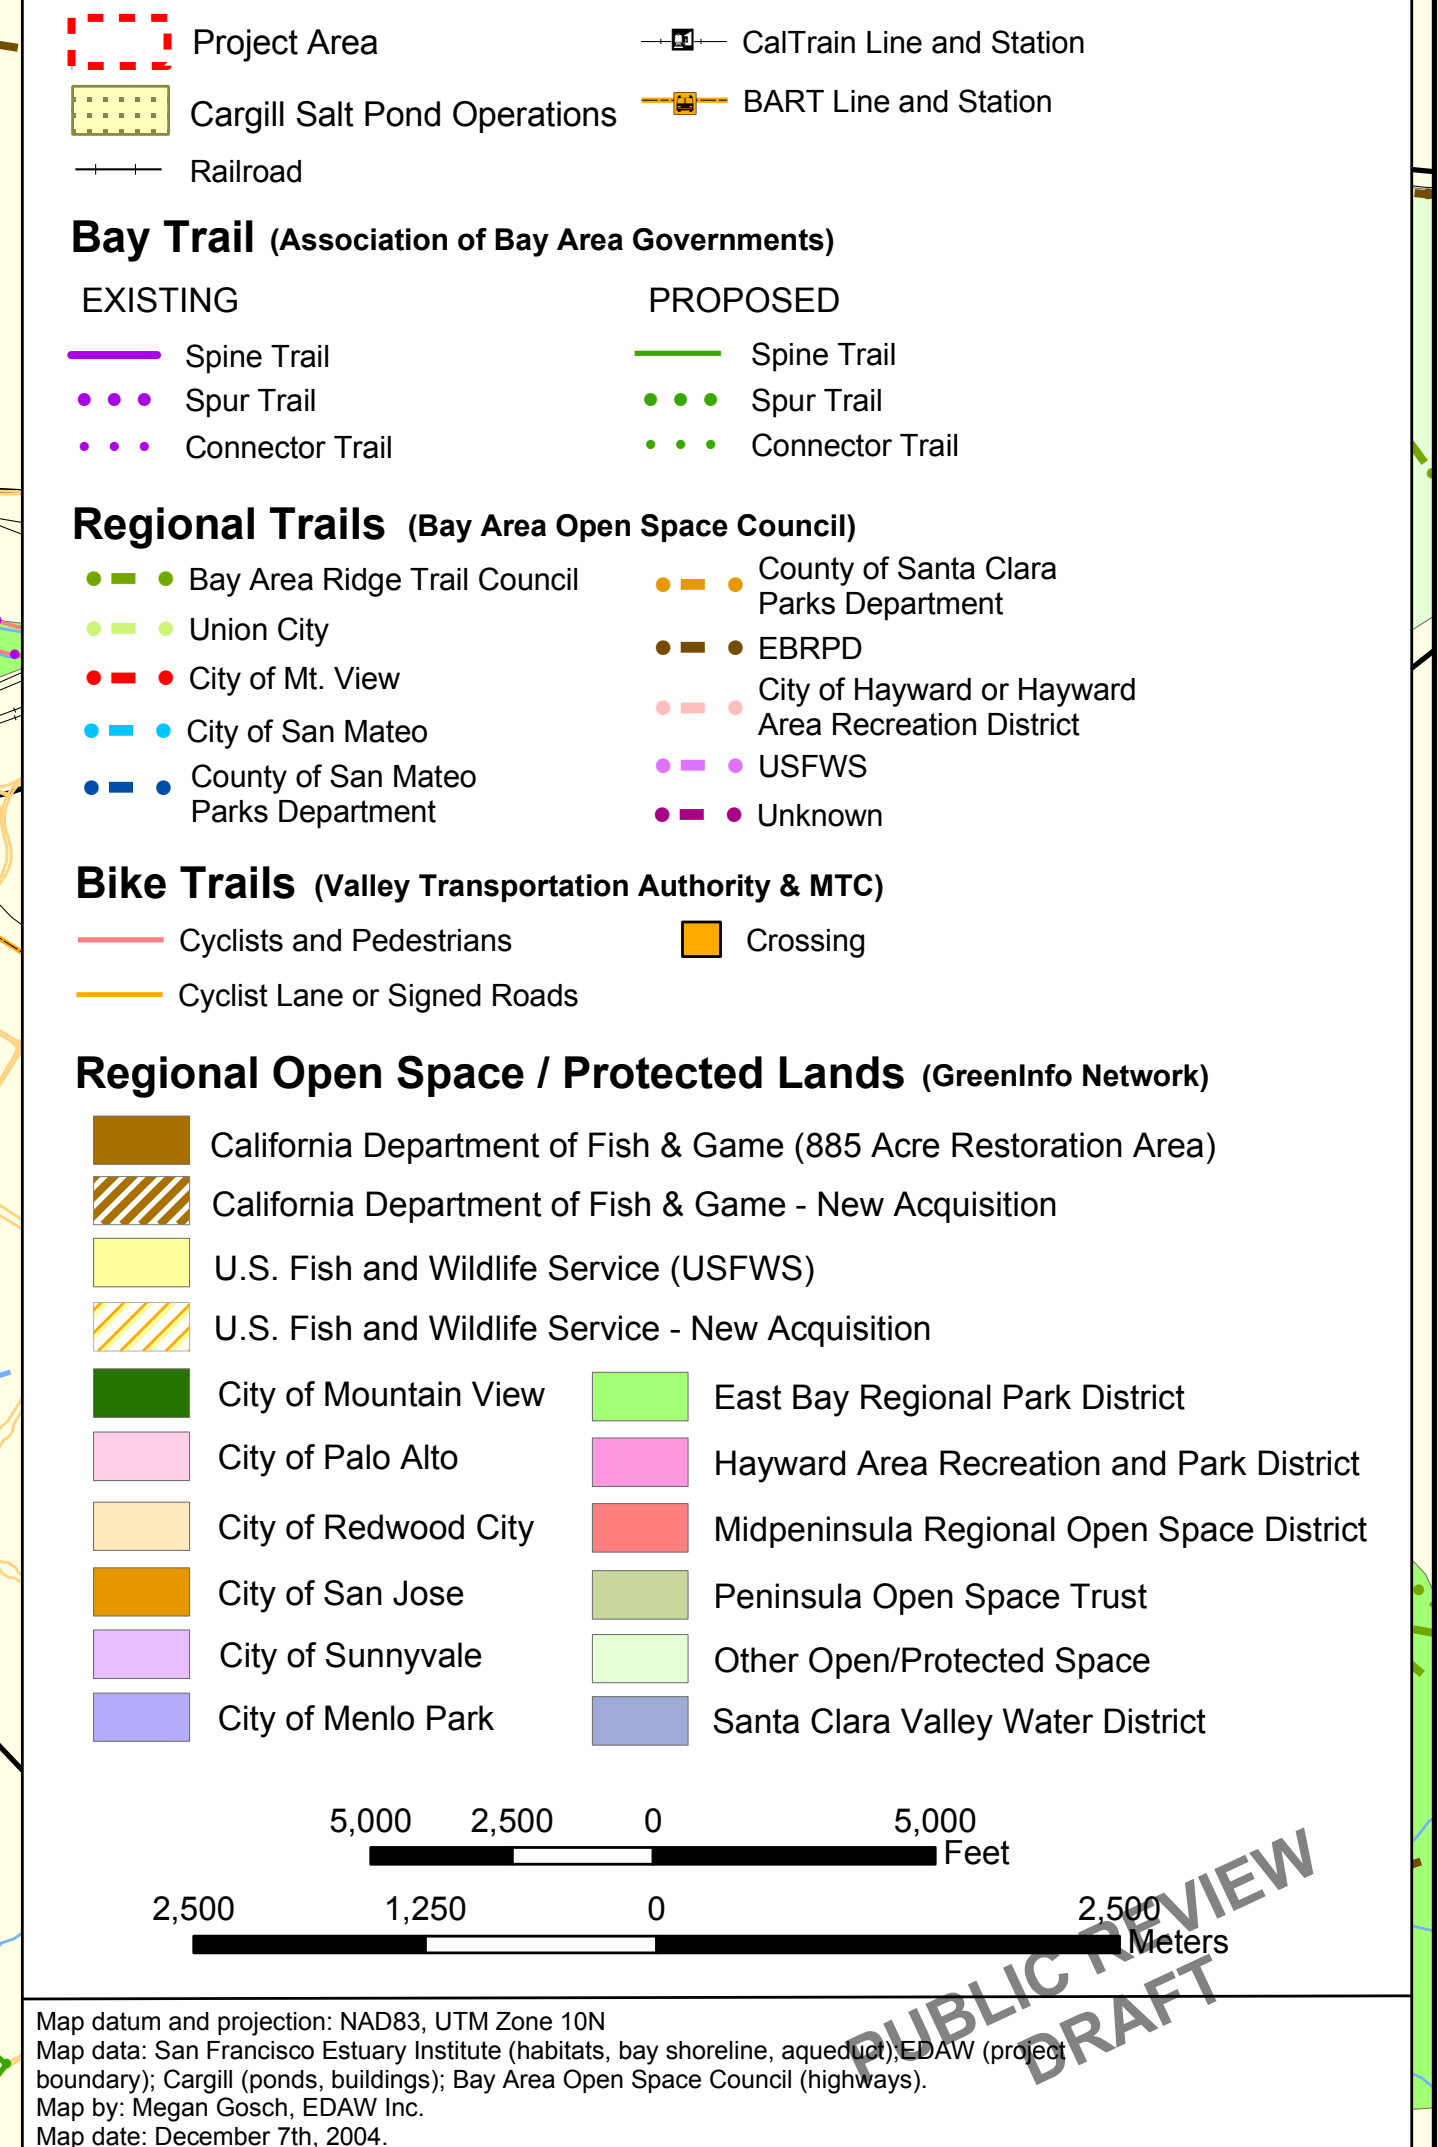 Project Area
CalTrain Line and Station
Cargill Salt Pond Operations
BART Line and Station
Railroad
Bay Trail (Association of Bay Area Governments)
EXISTING
PROPOSED
Spine Trail
Spine Trail
Spur Trail
Spur Trail
Connector Trail
Connector Trail
Regional Trails (Bay Area Open Space Council)
Bay Area Ridge Trail Council
Union City
City of Mt. View
City of San Mateo
County of San Mateo
Parks Department
County of Santa Clara
Parks Department
EBRPD
City of Hayward or Hayward
Area Recreation District
USFWS
Unknown
Bike Trails (Valley Transportation Authority & MTC)
Cyclists and Pedestrians
Crossing
Cyclist Lane or Signed Roads
Regional Open Space / Protected Lands (GreenInfo Network)
California Department of Fish & Game (885 Acre Restoration Area)
California Department of Fish & Game - New Acquisition
U.S. Fish and Wildlife Service (USFWS)
U.S. Fish and Wildlife Service - New Acquisition
City of Mountain View
City of Palo Alto
City of Redwood City
City of San Jose
City of Sunnyvale
City of Menlo Park
East Bay Regional Park District
Hayward Area Recreation and Park District
Midpeninsula Regional Open Space District
Peninsula Open Space Trust
Other Open/Protected Space
Santa Clara Valley Water District
5,000 2,500 0 5,000
Feet
2,500 1,250 0 2,500
Meters
PUBLIC REVIEW
DRAFT
Map datum and projection: NAD83, UTM Zone 10N
Map data: San Francisco Estuary Institute (habitats, bay shoreline, aqueduct);EDAW (project
boundary); Cargill (ponds, buildings); Bay Area Open Space Council (highways).
Map by: Megan Gosch, EDAW Inc.
Map date: December 7th, 2004.